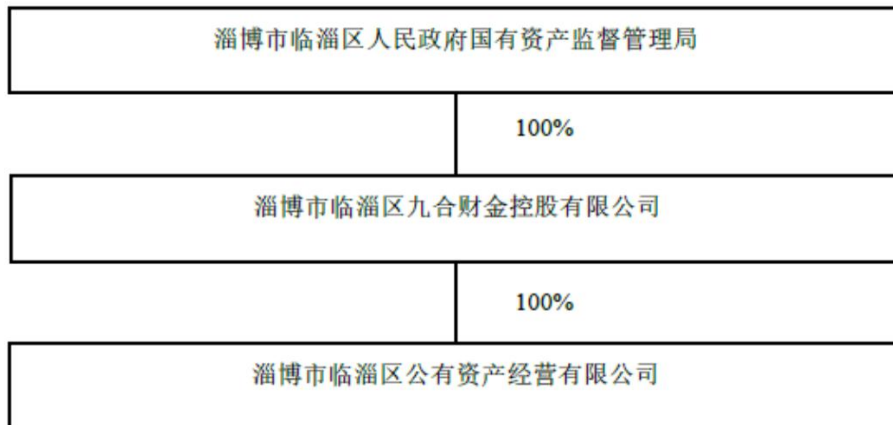 淄博市临淄区人民政府国有资产监督管理局
100%
淄博市临淄区九合财金控股有限公司
100%
淄博市临淄区公有资产经营有限公司